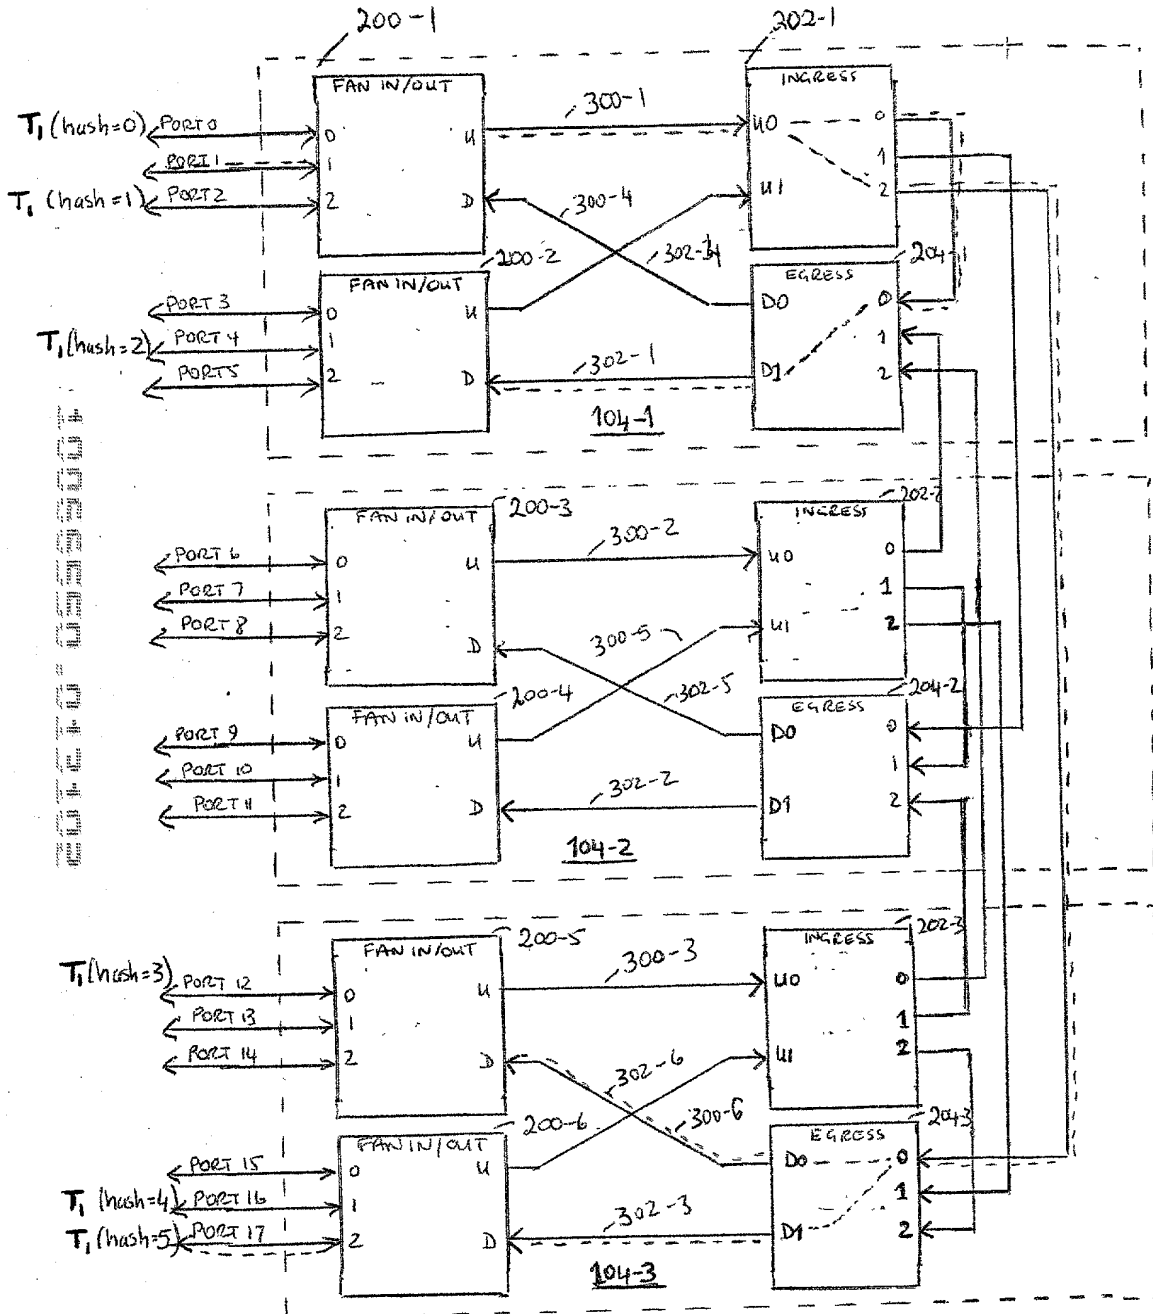 200-1
202-1
FAN IN/OUT
INGRESS
T₁ (hash=0)
PORT 0
0
U
300-1
U0
0
PORT 1
1
1
T₁ (hash=1)
PORT 2
2
D
300-4
U1
2
200-2
204-1
FAN IN/OUT
EGRESS
PORT 3
0
U
D0
0
T₁ (hash=2)
PORT 4
1
1
PORT 5
2
D
302-1
D1
2
104-1
200-3
202-2
FAN IN/OUT
INGRESS
PORT 6
0
U
300-2
U0
0
PORT 7
1
1
PORT 8
2
D
300-5
U1
2
200-4
302-5
204-2
FAN IN/OUT
EGRESS
PORT 9
0
U
D0
0
PORT 10
1
1
PORT 11
2
D
302-2
D1
2
104-2
200-5
202-3
FAN IN/OUT
INGRESS
T₁ (hash=3)
PORT 12
0
U
300-3
U0
0
PORT 13
1
1
PORT 14
2
D
302-6
U1
2
200-6
300-6
204-3
FAN IN/OUT
EGRESS
PORT 15
0
U
D0
0
T₁ (hash=4)
PORT 16
1
1
T₁ (hash=5)
PORT 17
2
D
302-3
D1
2
104-3